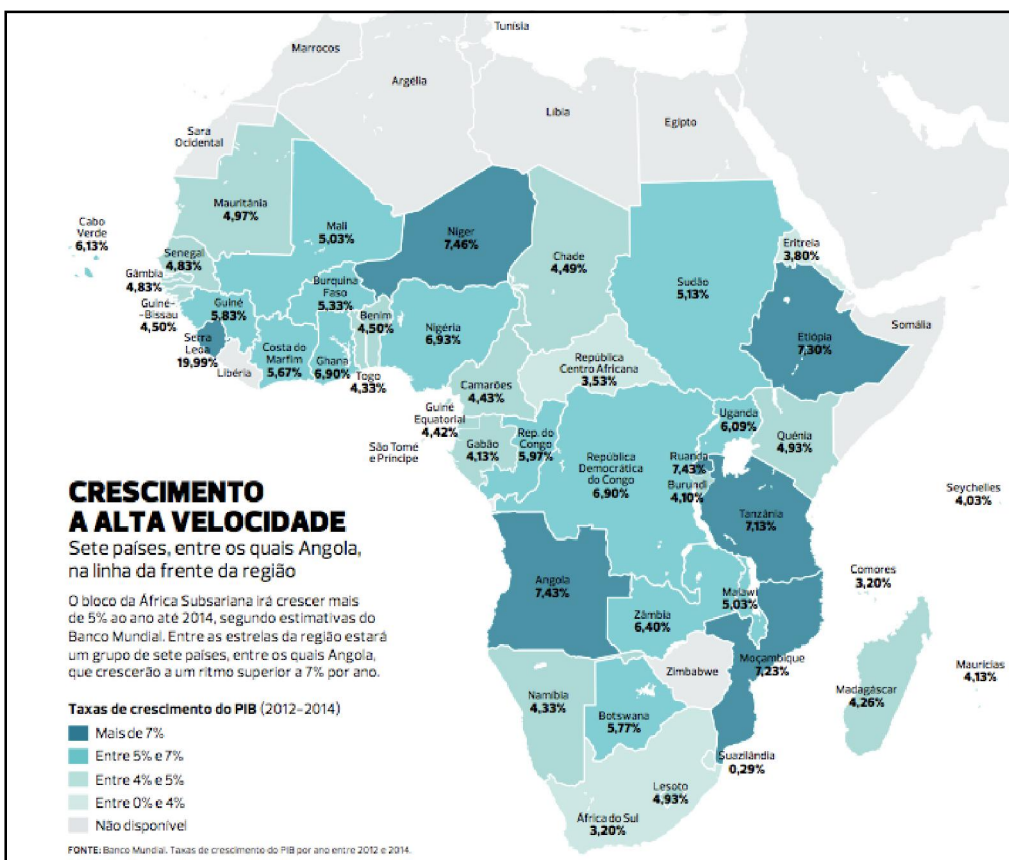 Tunísia
Marrocos
Argélia
Líbia
Egipto
Sara
Ocidental
Mauritânia
4,97%
Cabo
Verde
6,13%
Mali
5,03%
Niger
7,46%
Chade
4,49%
Sudão
5,13%
Eritreia
3,80%
Senegal
4,83%
Gâmbia
4,83%
Guiné-
-Bissau
4,50%
Guiné
5,83%
Burquina
Faso
5,33%
Benim
4,50%
Nigéria
6,93%
Etiópia
7,30%
Somália
Serra
Leoa
19,99%
Libéria
Costa do
Marfim
5,67%
Ghana
6,90%
Togo
4,33%
Camarões
4,43%
República
Centro Africana
3,53%
Guiné
Equatorial
4,42%
São Tomé
e Príncipe
Gabão
4,13%
Rep. do
Congo
5,97%
República
Democrática
do Congo
6,90%
Uganda
6,09%
Quénia
4,93%
Ruanda
7,43%
Burundi
4,10%
Tanzânia
7,13%
Seychelles
4,03%
Comores
3,20%
Angola
7,43%
Zâmbia
6,40%
Malawi
5,03%
Moçambique
7,23%
Zimbabwe
Madagáscar
4,26%
Maurícias
4,13%
Namíbia
4,33%
Botswana
5,77%
Suazilândia
0,29%
Lesoto
4,93%
África do Sul
3,20%
CRESCIMENTO
A ALTA VELOCIDADE
Sete países, entre os quais Angola,
na linha da frente da região
O bloco da África Subsariana irá crescer mais
de 5% ao ano até 2014, segundo estimativas do
Banco Mundial. Entre as estrelas da região estará
um grupo de sete países, entre os quais Angola,
que crescerão a um ritmo superior a 7% por ano.
Taxas de crescimento do PIB (2012-2014)
Mais de 7%
Entre 5% e 7%
Entre 4% e 5%
Entre 0% e 4%
Não disponível
FONTE: Banco Mundial. Taxas de crescimento do PIB por ano entre 2012 e 2014.